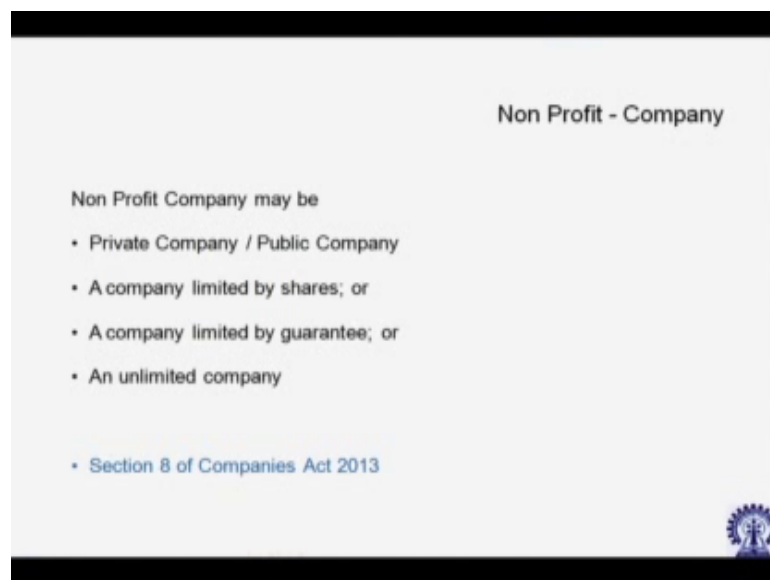 Non Profit - Company
Non Profit Company may be
• Private Company / Public Company
• A company limited by shares; or
• A company limited by guarantee; or
• An unlimited company
• Section 8 of Companies Act 2013